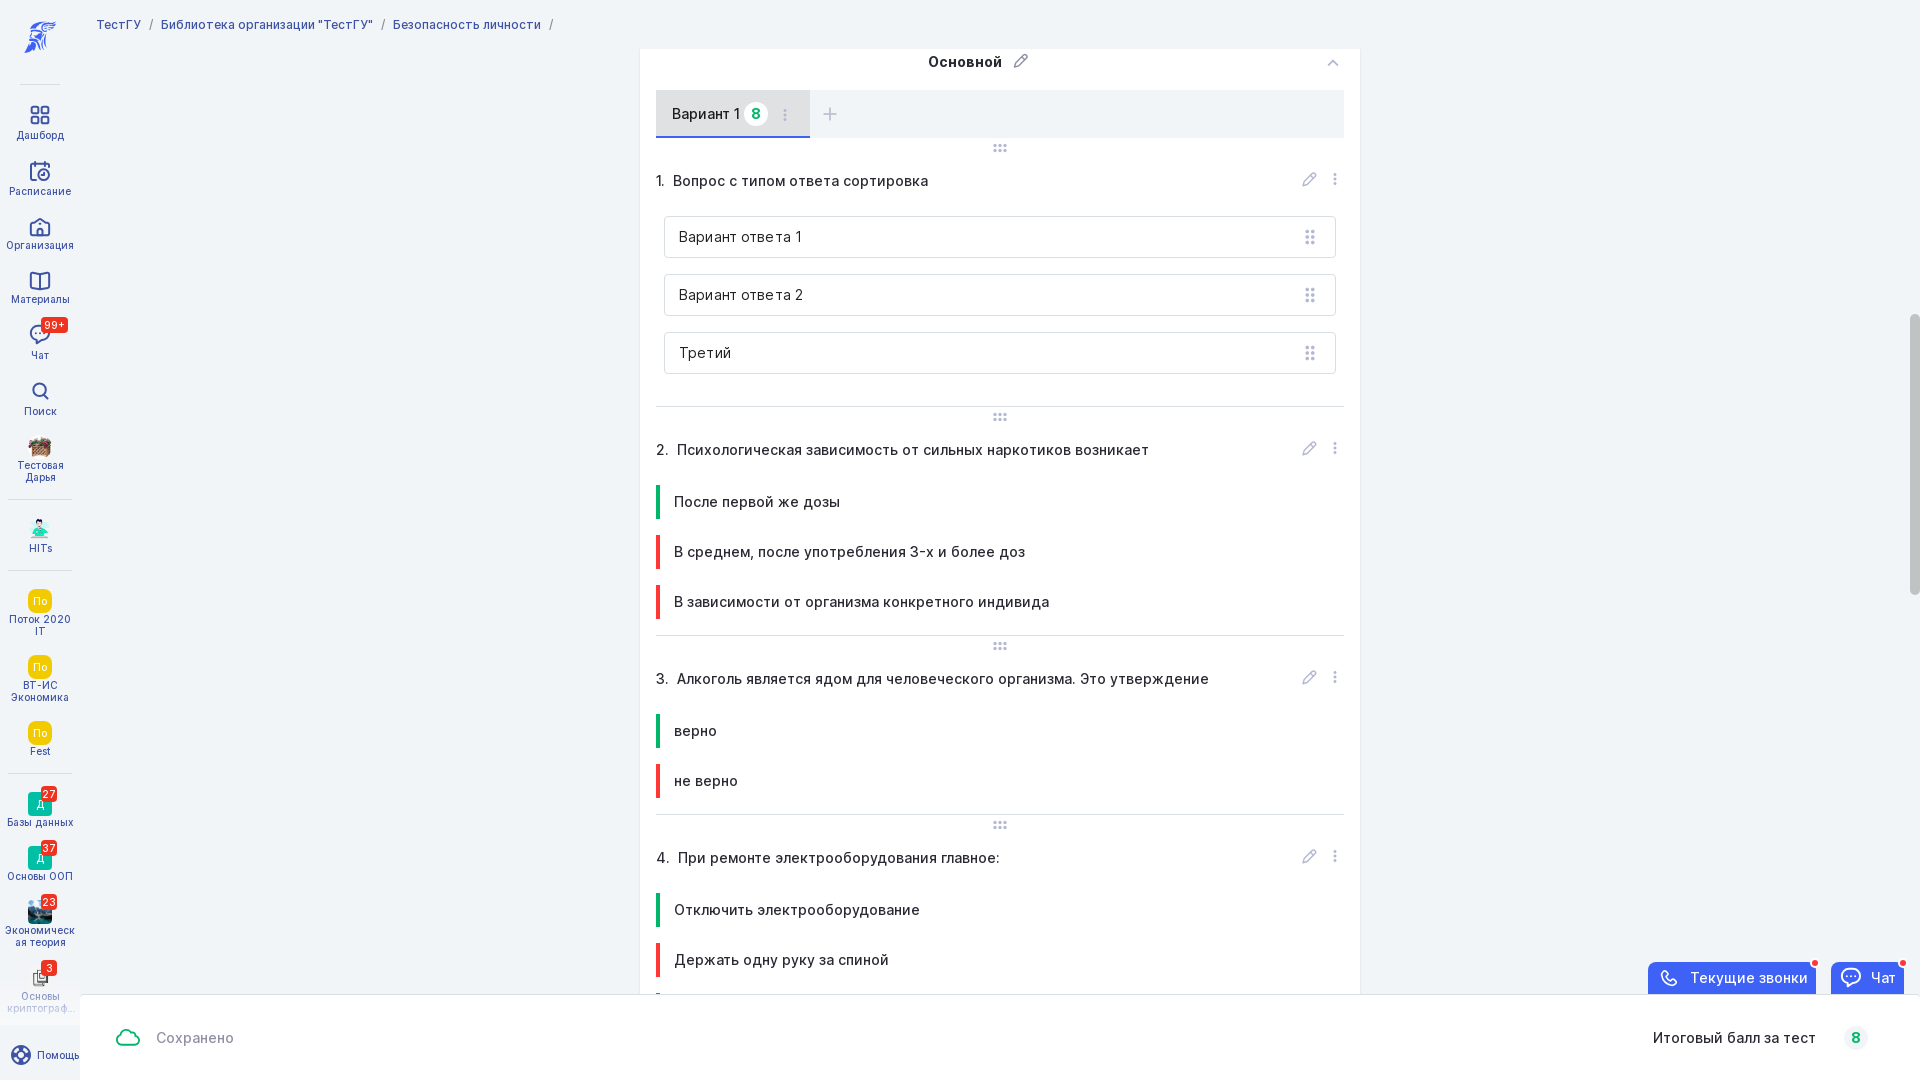 ТестГУ / Библиотека организации "ТестГУ" / Безопасность личности /
Дашборд
Расписание
Организация
Материалы
99+
Чат
Поиск
Тестовая
Дарья
HITs
По
Поток 2020
IT
По
ВТ-ИС
Экономика
По
Fest
27
Д
Базы данных
37
Д
Основы ООП
23
Экономическ
ая теория
3
Основы
криптограф...
Помощь
Основной
Вариант 1 8
1. Вопрос с типом ответа сортировка
Вариант ответа 1
Вариант ответа 2
Третий
2. Психологическая зависимость от сильных наркотиков возникает
После первой же дозы
В среднем, после употребления 3-х и более доз
В зависимости от организма конкретного индивида
3. Алкоголь является ядом для человеческого организма. Это утверждение
верно
не верно
4. При ремонте электрооборудования главное:
Отключить электрооборудование
Держать одну руку за спиной
Текущие звонки
Чат
Сохранено
Итоговый балл за тест 8